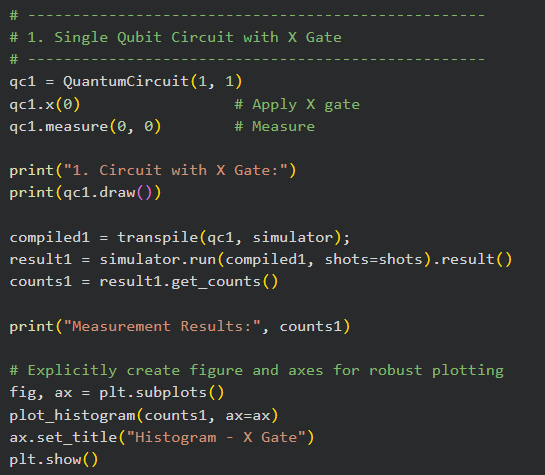 # ----------------------------------------------------
# 1. Single Qubit Circuit with X Gate
# ----------------------------------------------------
qc1 = QuantumCircuit(1, 1)
qc1.x(0)                 # Apply X gate
qc1.measure(0, 0)        # Measure

print("1. Circuit with X Gate:")
print(qc1.draw())

compiled1 = transpile(qc1, simulator);
result1 = simulator.run(compiled1, shots=shots).result()
counts1 = result1.get_counts()

print("Measurement Results:", counts1)

# Explicitly create figure and axes for robust plotting
fig, ax = plt.subplots()
plot_histogram(counts1, ax=ax)
ax.set_title("Histogram - X Gate")
plt.show()